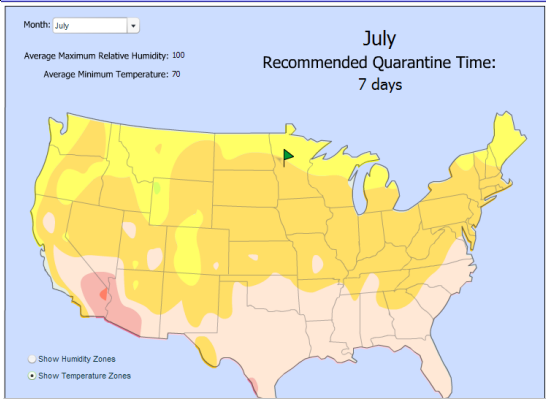 Month: July
July
Average Maximum Relative Humidity: 100
Recommended Quarantine Time:
Average Minimum Temperature: 70
7 days
Show Humidity Zones
Show Temperature Zones